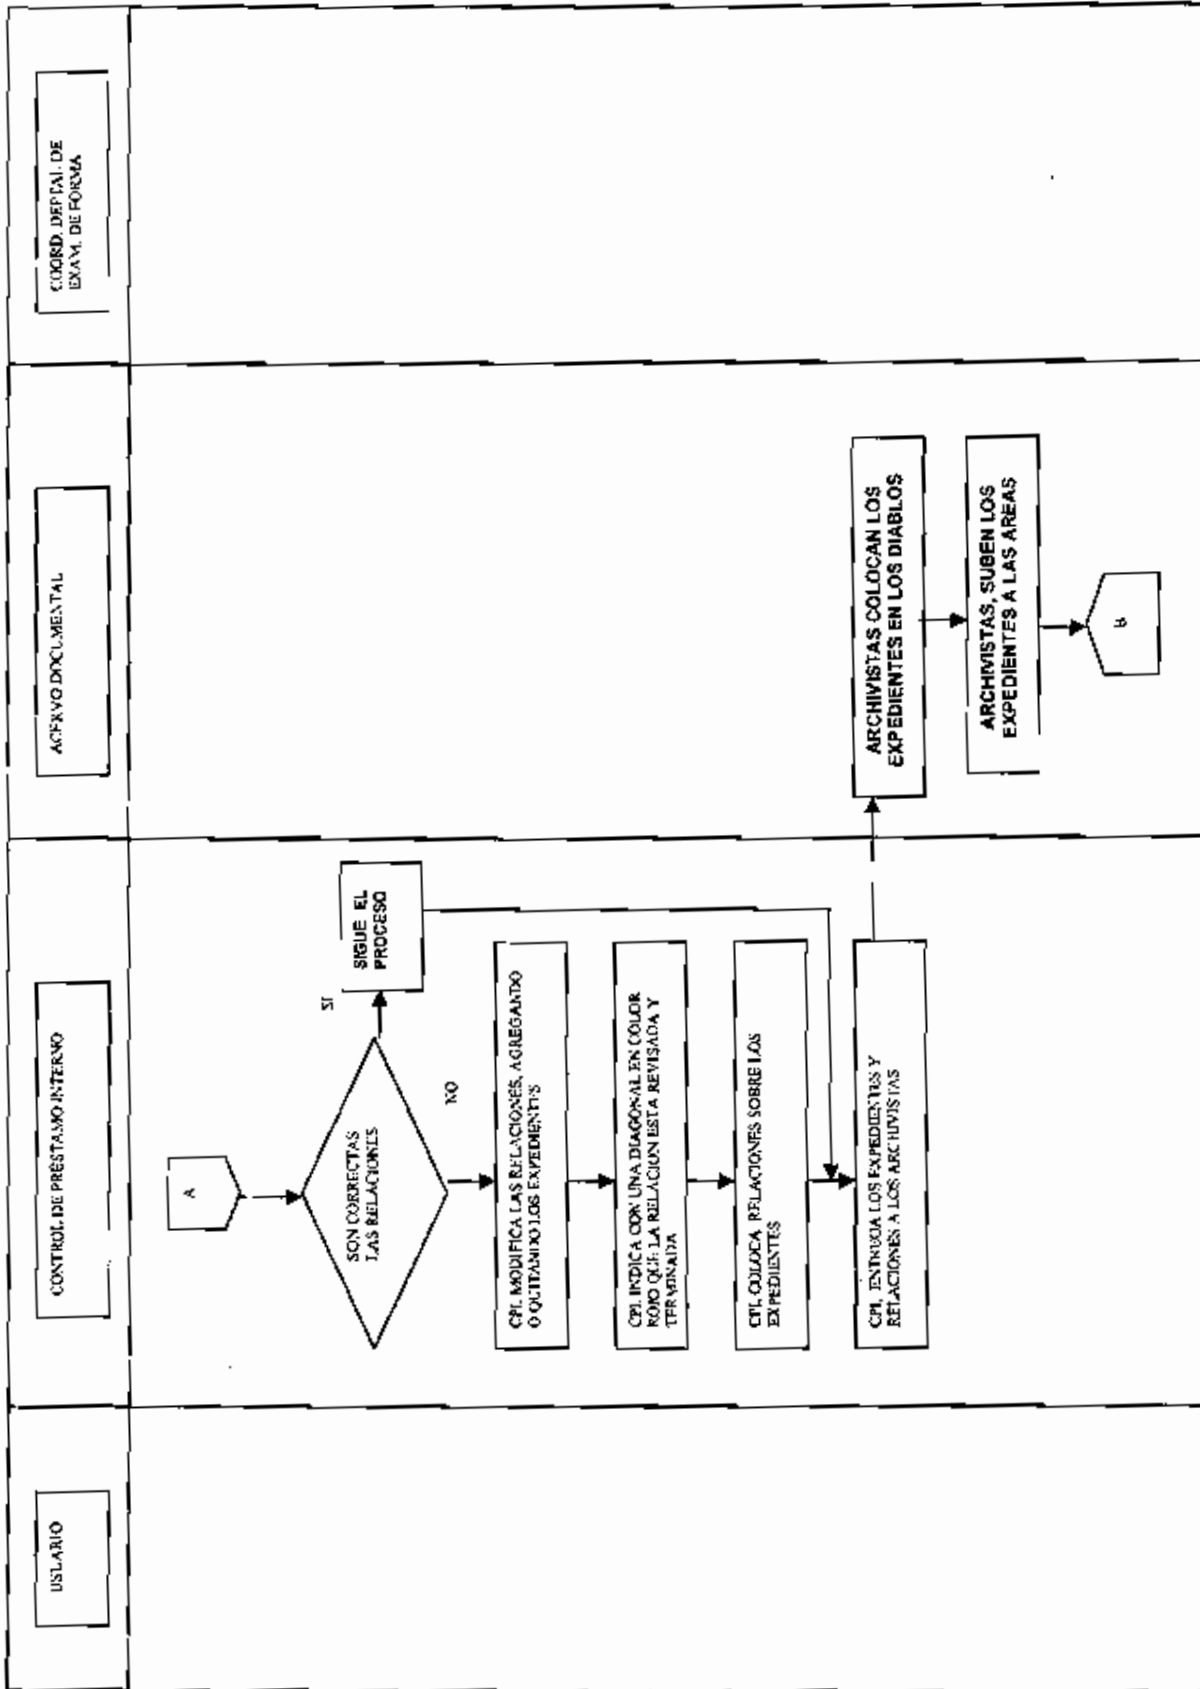 USUARIO
CONTROL DE PRÉSTAMO INTERNO
ACERVO DOCUMENTAL
COORD. DEPTAL DE
EXAM. DE FORMA
A
SON CORRECTAS
LAS RELACIONES
SI
SIGUE EL
PROCESO
NO
CPI. MODIFICA LAS RELACIONES, AGREGANDO
O QUITANDO LOS EXPEDIENTES
CPI. INDICA CON UNA DIAGONAL EN COLOR
ROJO QUE LA RELACION ESTA REVISADA Y
TERMINADA
CPI. COLOCA RELACIONES SOBRE LOS
EXPEDIENTES
CPI, ENTREGA LOS EXPEDIENTES Y
RELACIONES A LOS ARCHIVISTAS
ARCHIVISTAS COLOCAN LOS
EXPEDIENTES EN LOS DIABLOS
ARCHIVISTAS, SUBEN LOS
EXPEDIENTES A LAS AREAS
B